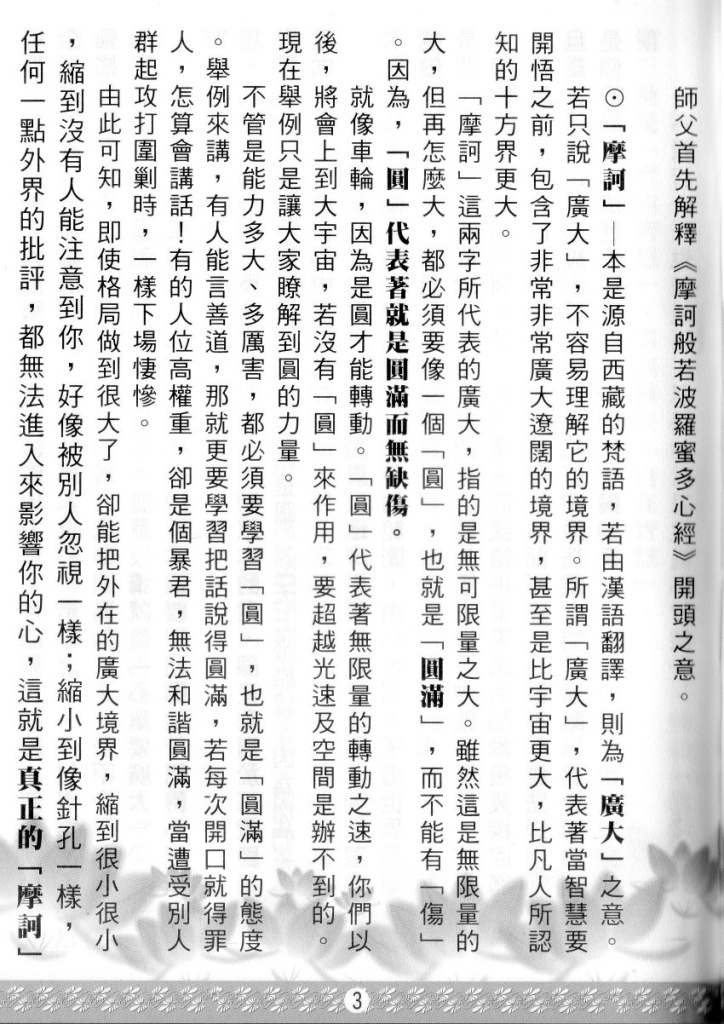 師父首先解釋《摩訶般若波羅蜜多心經》開頭之意。
⊙「摩訶」—本是源自西藏的梵語，若由漢語翻譯，則為「廣大」之意。
若只說「廣大」，不容易理解它的境界。所謂「廣大」，代表著當智慧要
開悟之前，包含了非常非常廣大遼闊的境界，甚至是比宇宙更大，比凡人所認
知的十方界更大。
「摩訶」這兩字所代表的廣大，指的是無可限量之大。雖然這是無限量的
大，但再怎麼大，都必須要像一個「圓」，也就是「圓滿」，而不能有「傷」
。因為，「圓」代表著就是圓滿而無缺傷。
就像車輪，因為是圓才能轉動。「圓」代表著無限量的轉動之速，你們以
後，將會上到大宇宙，若沒有「圓」來作用，要超越光速及空間是辦不到的。
現在舉例只是讓大家瞭解到圓的力量。
不管是能力多大、多厲害，都必須要學習「圓」，也就是「圓滿」的態度
。舉例來講，有人能言善道，那就更要學習把話說得圓滿，若每次開口就得罪
人，怎算會講話！有的人位高權重，卻是個暴君，無法和諧圓滿，當遭受別人
群起攻打圍剿時，一樣下場悽慘。
由此可知，即使格局做到很大了，卻能把外在的廣大境界，縮到很小很小
，縮到沒有人能注意到你，好像被別人忽視一樣；縮小到像針孔一樣，
任何一點外界的批評，都無法進入來影響你的心，這就是真正的「摩訶」
3